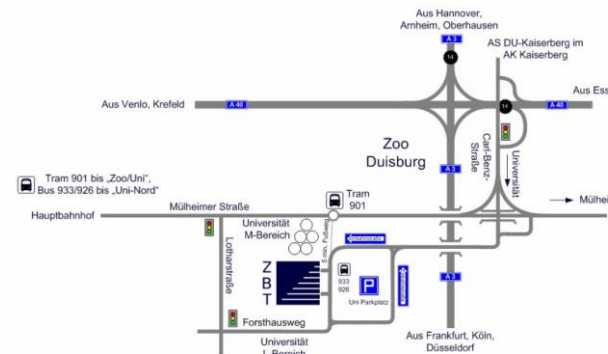 Aus Hannover,
Arnheim, Oberhausen
A 3
AS DU-Kaiserberg im
AK Kaiserberg
14
Aus Venlo, Krefeld
A 40
14
A 40
Aus Ess
Zoo
Duisburg
A 3
Carl-Benz-
Straße
Universität
Tram 901 bis „Zoo/Uni",
Bus 933/926 bis „Uni-Nord"
Tram
901
Mülheimer Straße
Hauptbahnhof
Mülhei
Universität
M-Bereich
5 min. Fußweg
Lotharstraße
Z
B
T
933
926
P
Uni Parkplatz
A 3
Forsthausweg
Universität
L-Bereich
Aus Frankfurt, Köln,
Düsseldorf